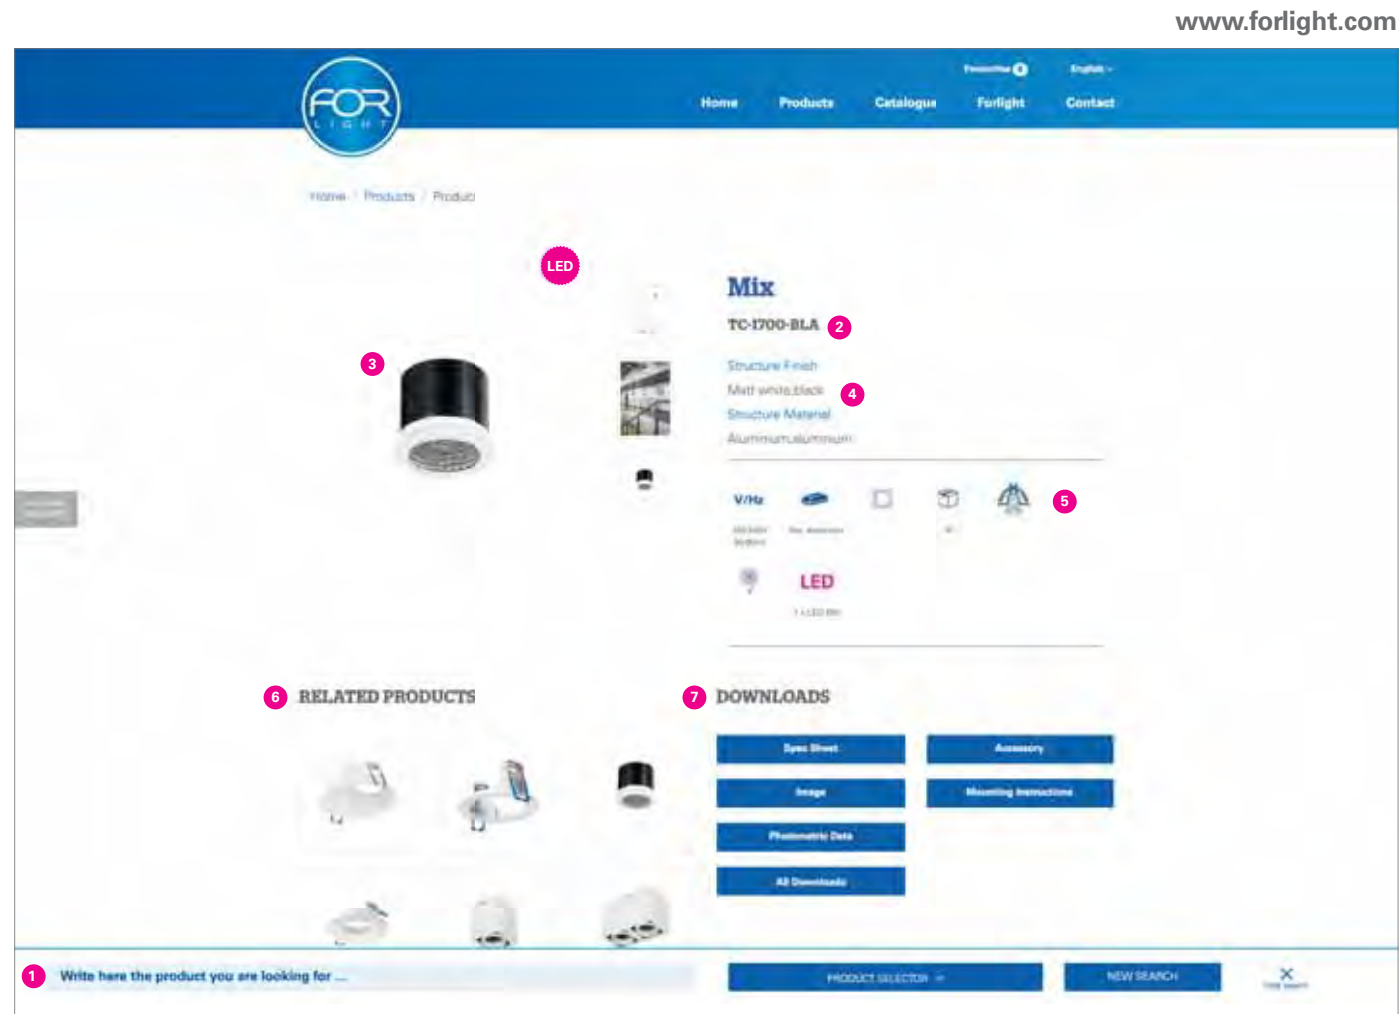 www.forlight.com
FOR
LIGHT
Favourites
English
Home Products Catalogue Forlight Contact
Home / Products / Produc
LED
Mix
TC-1700-BLA 2
3
Structure Finish
Matt white,black 4
Structure Material
Aluminium,aluminium
V/Hz
5
LED
6 RELATED PRODUCTS
7 DOWNLOADS
Spec Sheet Accessory
Image Mounting Instructions
Photometric Data
All Downloads
1 Write here the product you are looking for ...
PRODUCT SELECTOR
NEW SEARCH